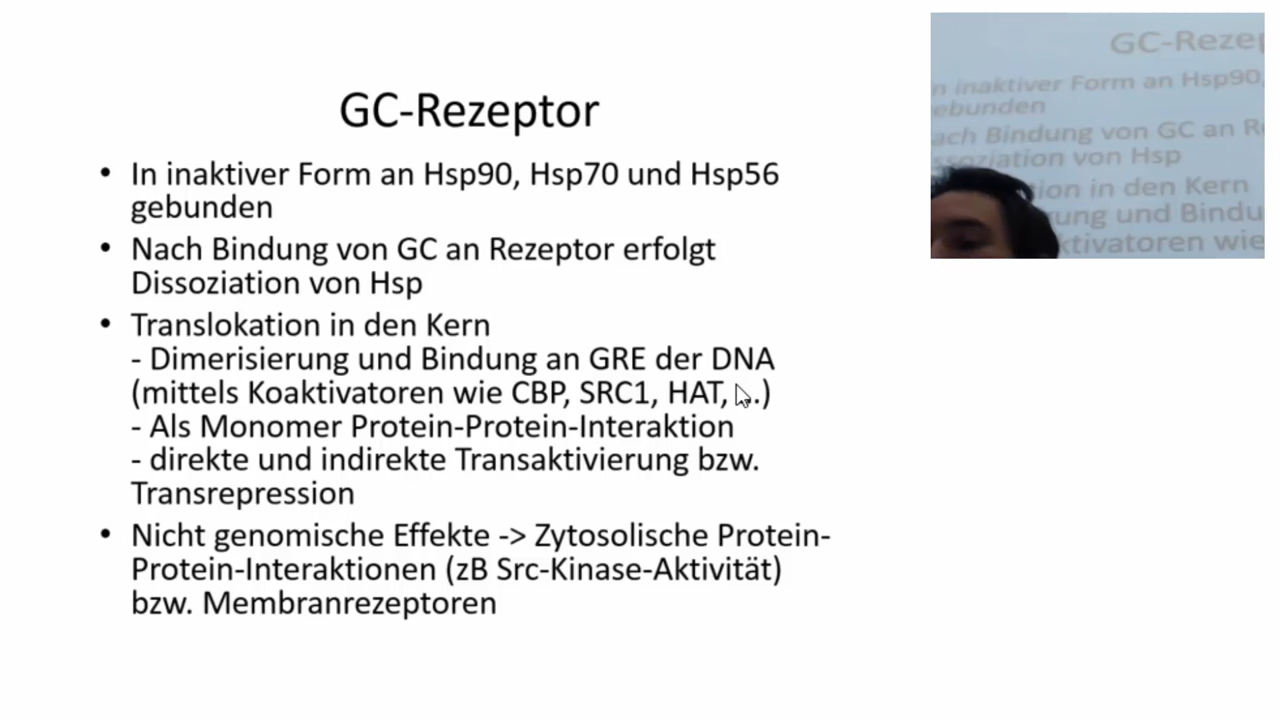 GC-Rezeptor
• In inaktiver Form an Hsp90, Hsp70 und Hsp56
gebunden
• Nach Bindung von GC an Rezeptor erfolgt
Dissoziation von Hsp
• Translokation in den Kern
- Dimerisierung und Bindung an GRE der DNA
(mittels Koaktivatoren wie CBP, SRC1, HAT, ...)
- Als Monomer Protein-Protein-Interaktion
- direkte und indirekte Transaktivierung bzw.
Transrepression
• Nicht genomische Effekte -> Zytosolische Protein-
Protein-Interaktionen (zB Src-Kinase-Aktivität)
bzw. Membranrezeptoren
GC-Rezep
n inaktiver Form an Hsp90,
ebunden
ach Bindung von GC an Re
ssoziation von Hsp
tion in den Kern
ung und Bindu
ktivatoren wie